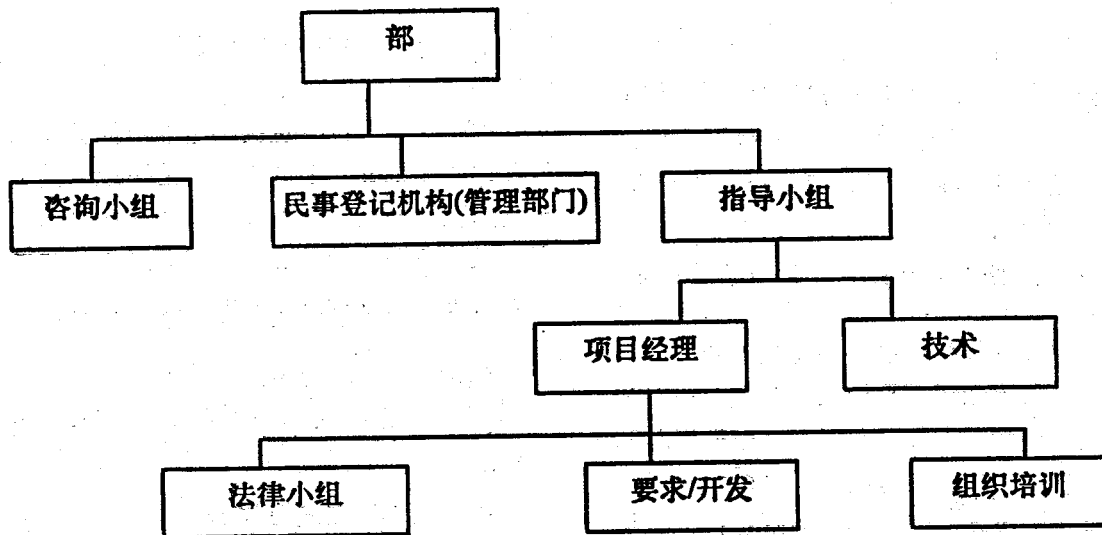 部
咨询小组
民事登记机构(管理部门)
指导小组
项目经理
技术
法律小组
要求/开发
组织培训